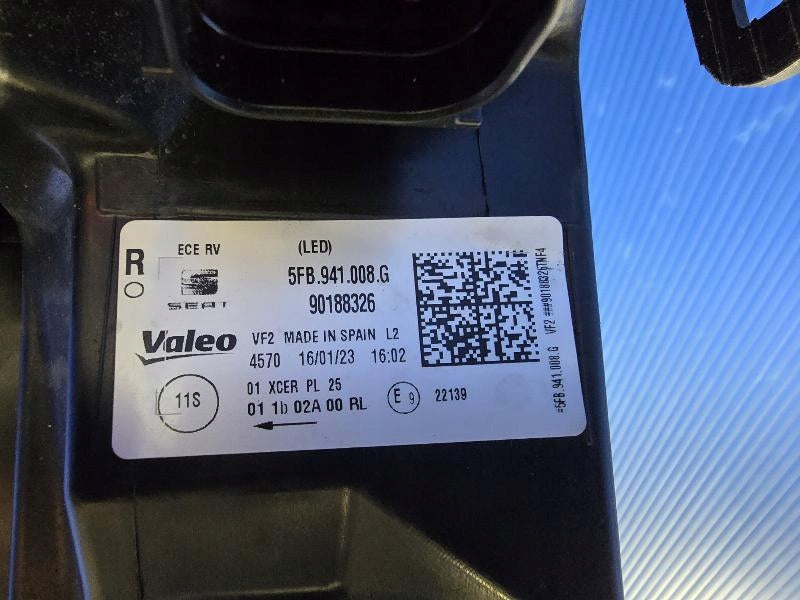 R
ECE RV
(LED)
SEAT
5FB.941.008.G
90188326
Valeo
VF2 MADE IN SPAIN L2
4570 16/01/23 16:02
11S
01 XCER PL 25
01 1b 02A 00 RL
E 9
22139
#5FB.941.008.G VF2 ###90188326